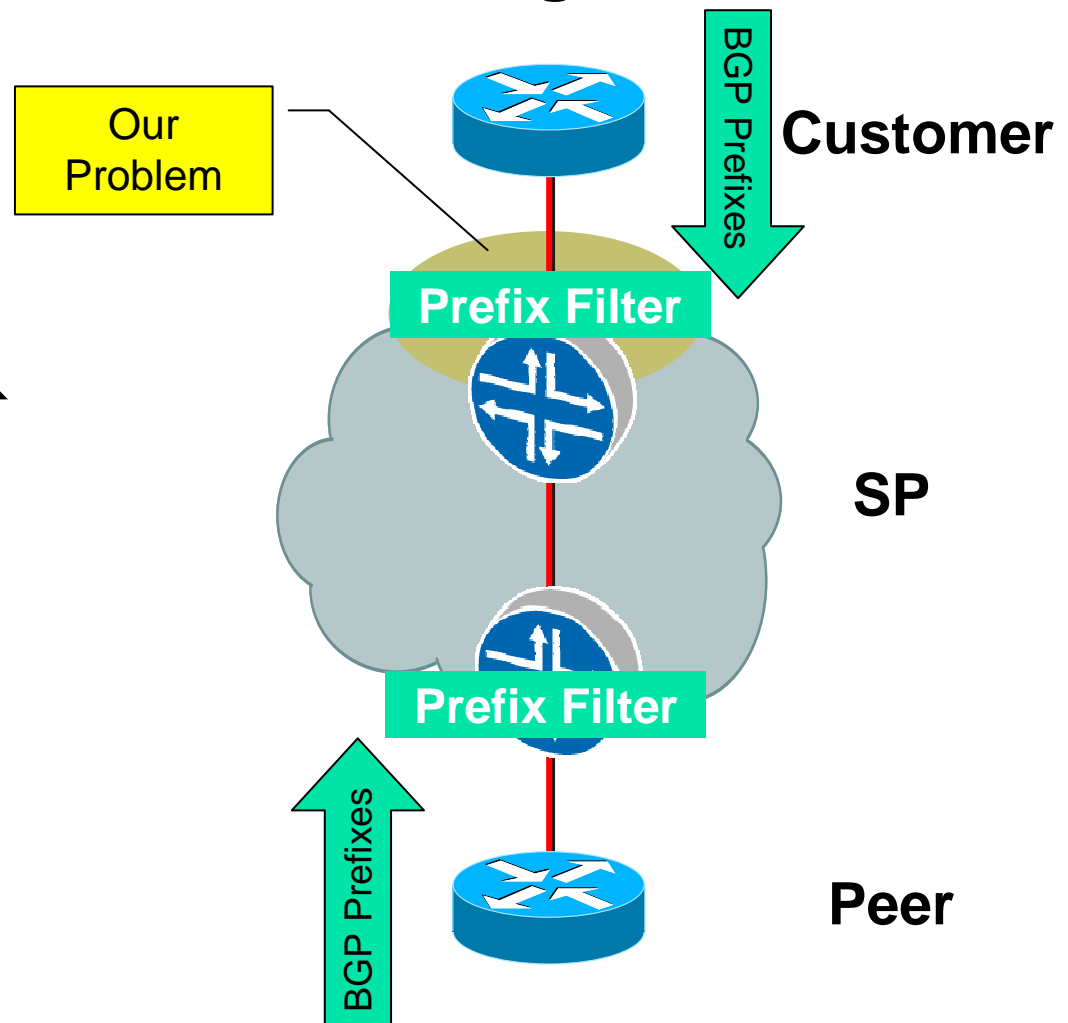 BGP Prefixes
Customer
Our
Problem
Prefix Filter
SP
Prefix Filter
BGP Prefixes
Peer